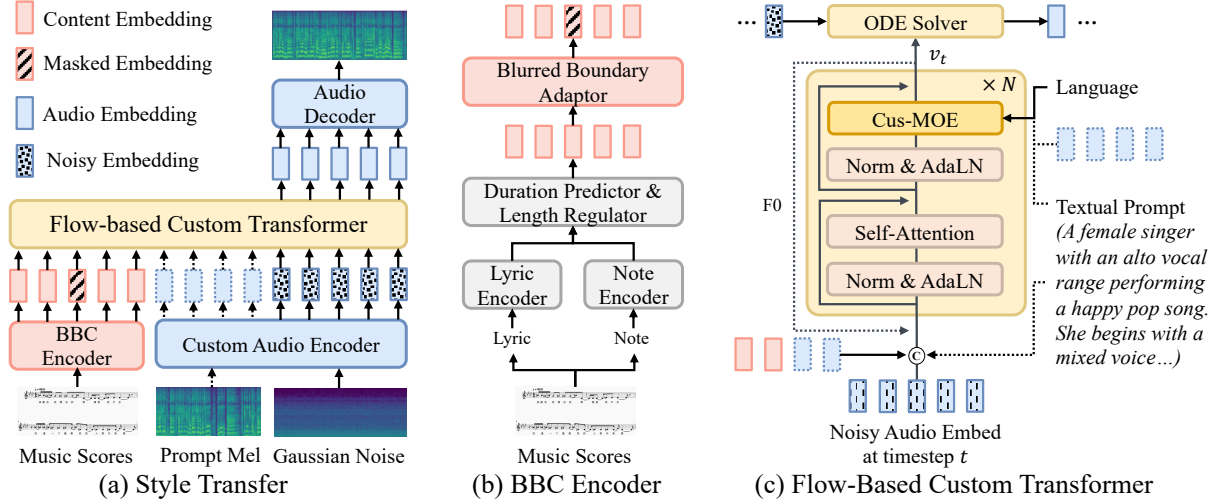 Content Embedding
Masked Embedding
Audio Embedding
Noisy Embedding
Audio
Decoder
Flow-based Custom Transformer
BBC
Encoder
Custom Audio Encoder
Music Scores
Prompt Mel
Gaussian Noise
(a) Style Transfer
Blurred Boundary
Adaptor
Duration Predictor &
Length Regulator
Lyric
Encoder
Note
Encoder
Lyric
Note
Music Scores
(b) BBC Encoder
...
ODE Solver
...
v_t
× N
Language
Cus-MOE
Norm & AdaLN
F0
Self-Attention
Norm & AdaLN
Textual Prompt
(A female singer
with an alto vocal
range performing
a happy pop song.
She begins with a
mixed voice…)
C
Noisy Audio Embed
at timestep t
(c) Flow-Based Custom Transformer